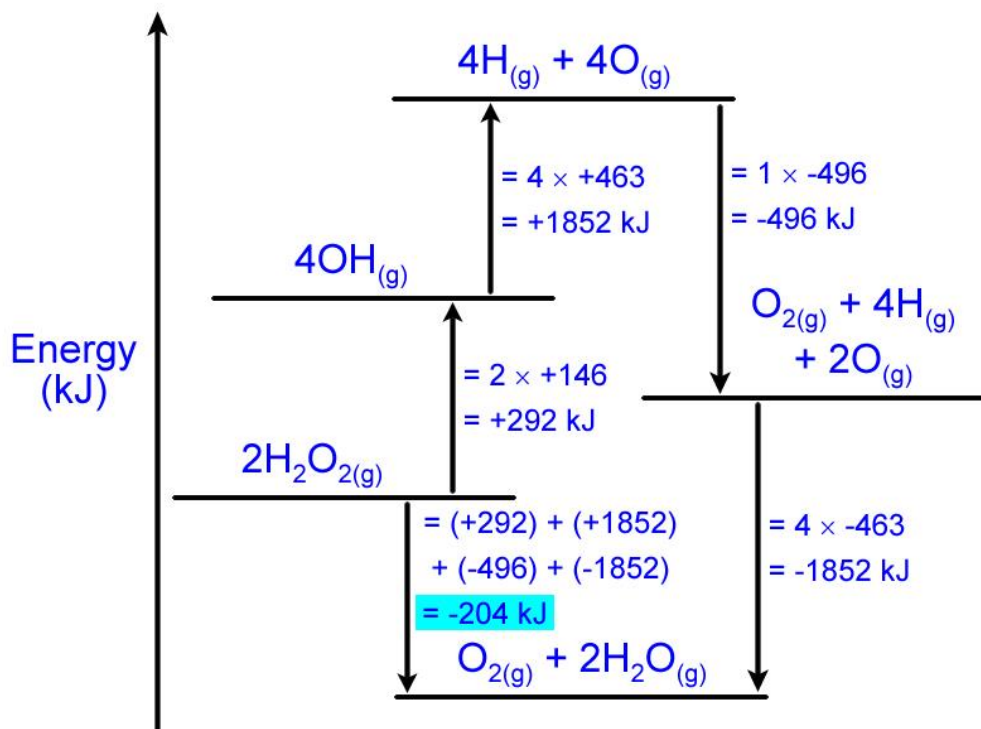 4H(g) + 4O(g)
= 4 × +463
= +1852 kJ
= 1 × -496
= -496 kJ
4OH(g)
O₂(g) + 4H(g)
+ 2O(g)
Energy
(kJ)
= 2 × +146
= +292 kJ
2H₂O₂(g)
= (+292) + (+1852)
+ (-496) + (-1852)
= -204 kJ
= 4 × -463
= -1852 kJ
O₂(g) + 2H₂O(g)